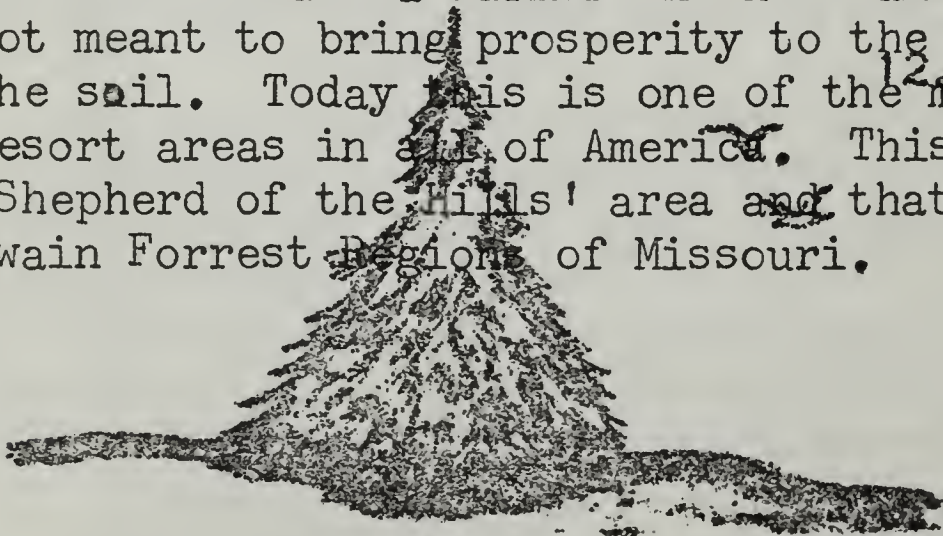 ot meant to bring prosperity to the
he soil. Today this is one of the m
12
esort areas in all of America. This
Shepherd of the Hills' area and that
wain Forrest Regions of Missouri.